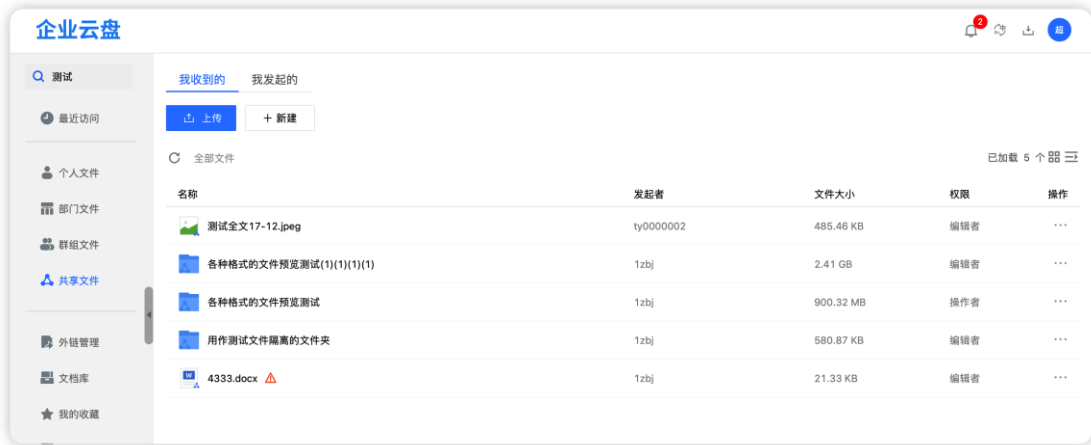 企业云盘
2
超
测试
最近访问
个人文件
部门文件
群组文件
共享文件
外链管理
文档库
我的收藏
我收到的 我发起的
上传 新建
全部文件 已加载 5 个
名称 发起者 文件大小 权限 操作
测试全文17-12.jpeg ty0000002 485.46 KB 编辑者 ...
各种格式的文件预览测试(1)(1)(1)(1) 1zbj 2.41 GB 编辑者 ...
各种格式的文件预览测试 1zbj 900.32 MB 操作者 ...
用作测试文件隔离的文件夹 1zbj 580.87 KB 编辑者 ...
W 4333.docx 1zbj 21.33 KB 编辑者 ...